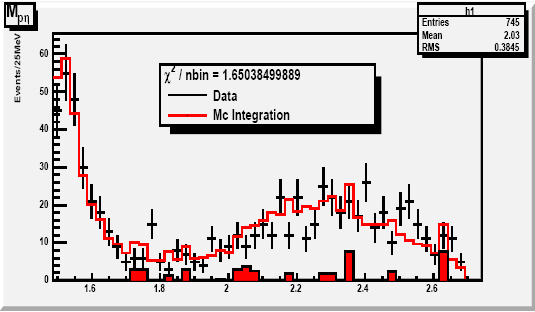 Mpη
h1
Entries 745
Mean 2.03
RMS 0.3845
Events/25MeV
χ2 / nbin = 1.65038499889
Data
Mc Integration
60
50
40
30
20
10
0
1.6 1.8 2 2.2 2.4 2.6